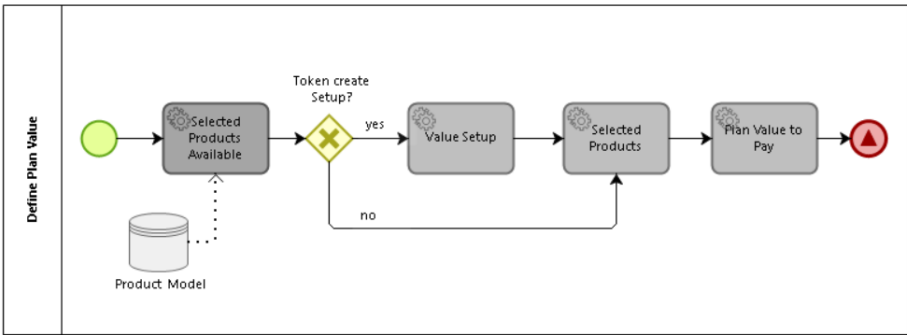 Define Plan Value
Selected
Products
Available
Token create
Setup?
yes
no
Value Setup
Selected
Products
Plan Value to
Pay
Product Model